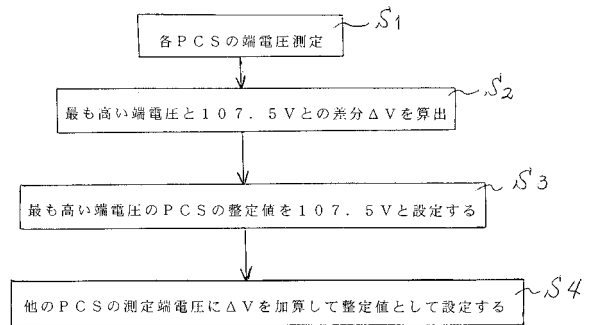 各PCSの端電圧測定
S1
最も高い端電圧と107.5Vとの差分ΔVを算出
S2
最も高い端電圧のPCSの整定値を107.5Vと設定する
S3
他のPCSの測定端電圧にΔVを加算して整定値として設定する
S4